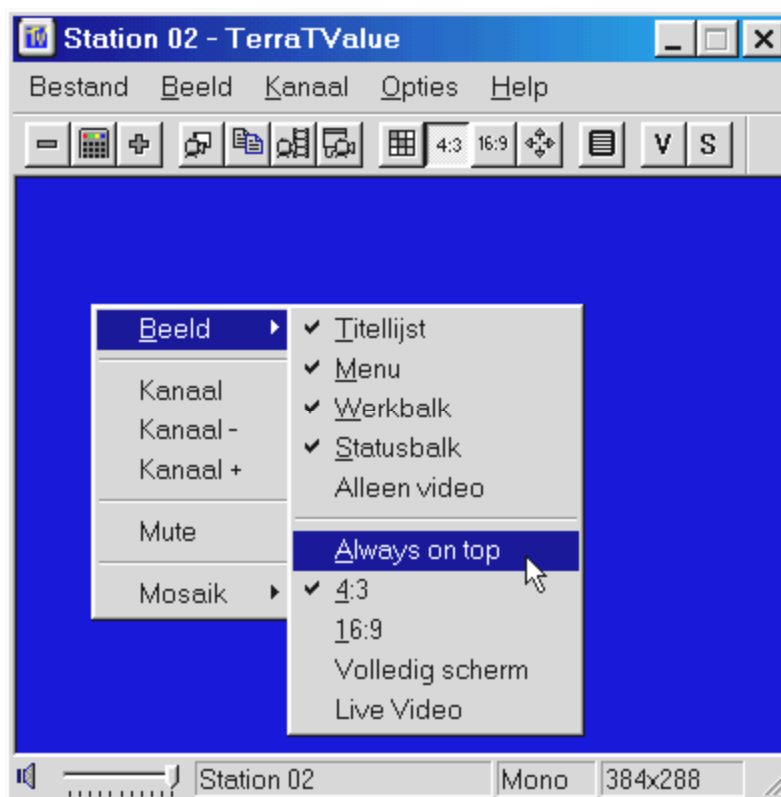 Station 02 - TerraTValue
Bestand Beeld Kanaal Opties Help
4:3 16:9 V S
Beeld
Kanaal
Kanaal -
Kanaal +
Mute
Mosaik
Titellijst
Menu
Werkbalk
Statusbalk
Alleen video
Always on top
4:3
16:9
Volledig scherm
Live Video
Station 02 Mono 384x288